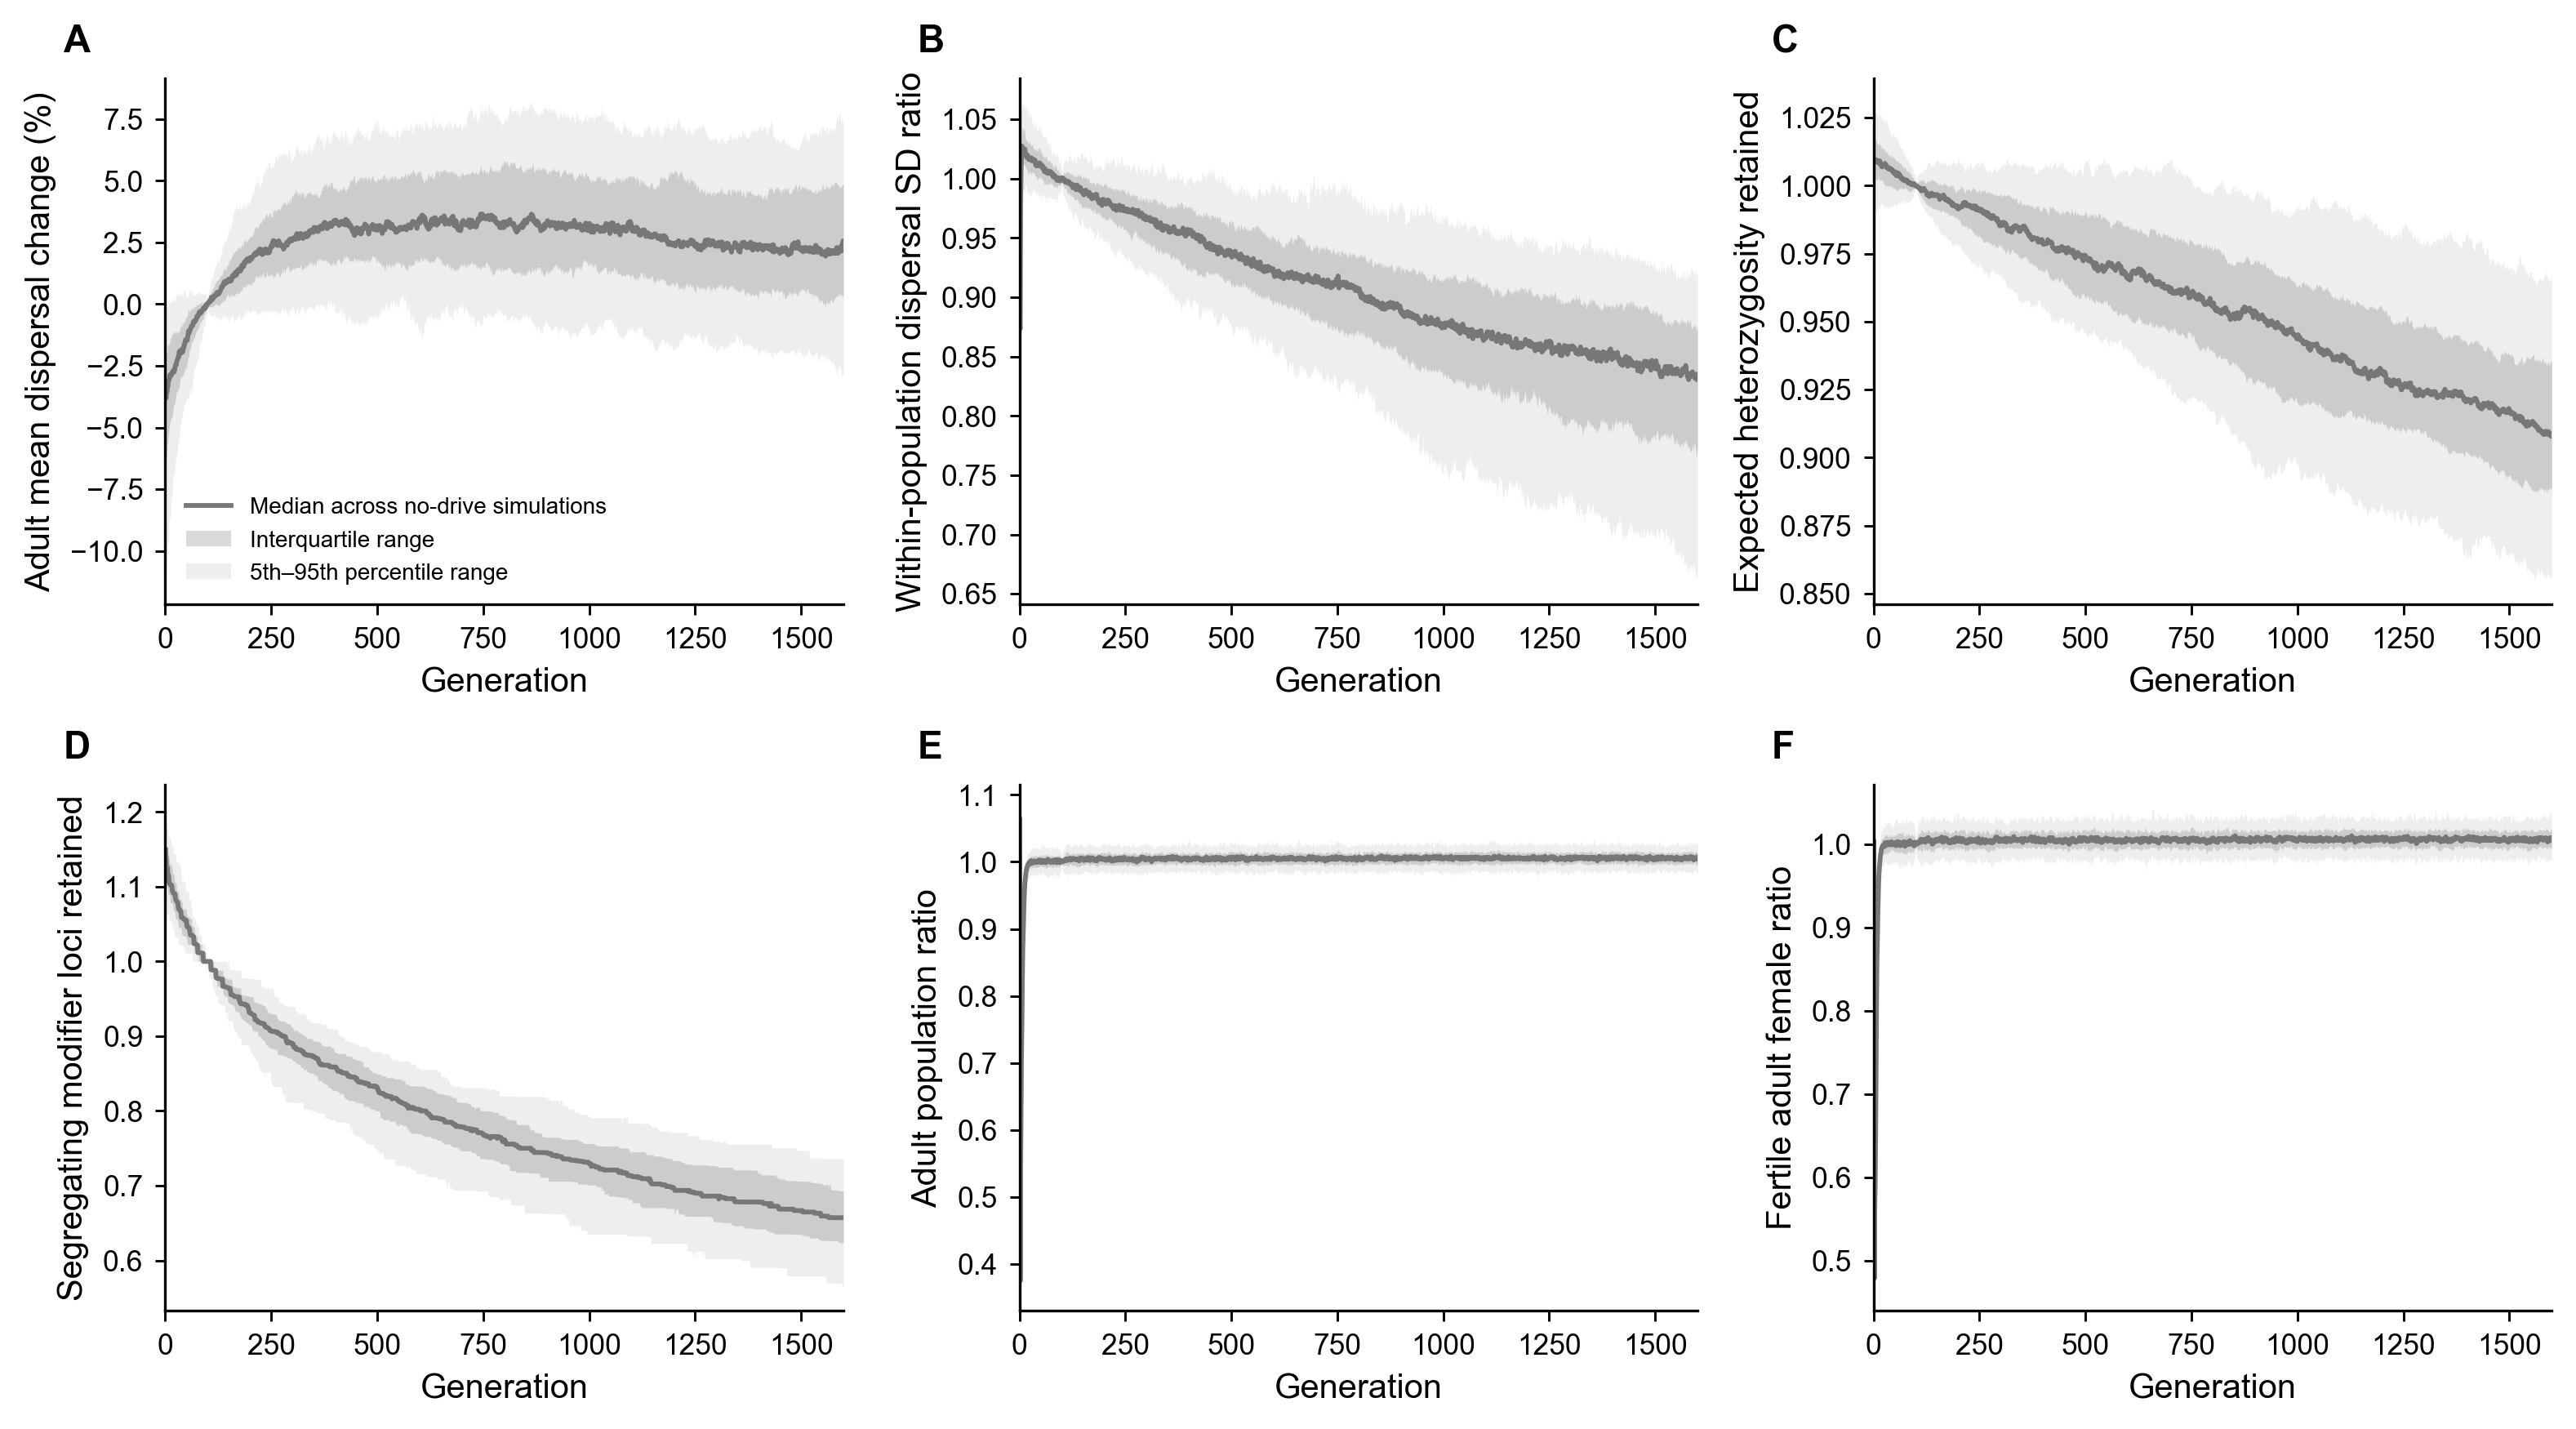 A
Adult mean dispersal change (%)
7.5
5.0
2.5
0.0
−2.5
−5.0
−7.5
−10.0
Median across no-drive simulations
Interquartile range
5th–95th percentile range
0 250 500 750 1000 1250 1500
Generation
B
Within-population dispersal SD ratio
1.05
1.00
0.95
0.90
0.85
0.80
0.75
0.70
0.65
0 250 500 750 1000 1250 1500
Generation
C
Expected heterozygosity retained
1.025
1.000
0.975
0.950
0.925
0.900
0.875
0.850
0 250 500 750 1000 1250 1500
Generation
D
Segregating modifier loci retained
1.2
1.1
1.0
0.9
0.8
0.7
0.6
0 250 500 750 1000 1250 1500
Generation
E
Adult population ratio
1.1
1.0
0.9
0.8
0.7
0.6
0.5
0.4
0 250 500 750 1000 1250 1500
Generation
F
Fertile adult female ratio
1.0
0.9
0.8
0.7
0.6
0.5
0 250 500 750 1000 1250 1500
Generation